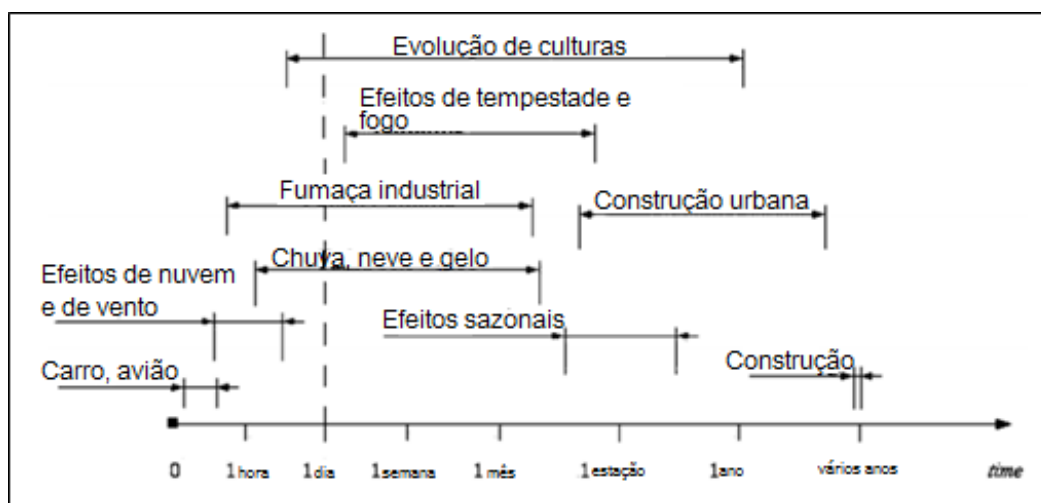 Evolução de culturas
Efeitos de tempestade e
fogo
Fumaça industrial
Construção urbana
Chuva, neve e gelo
Efeitos de nuvem
e de vento
Efeitos sazonais
Carro, avião
Construção
0 1 hora 1 dia 1 semana 1 mês 1 estação 1 ano vários anos time